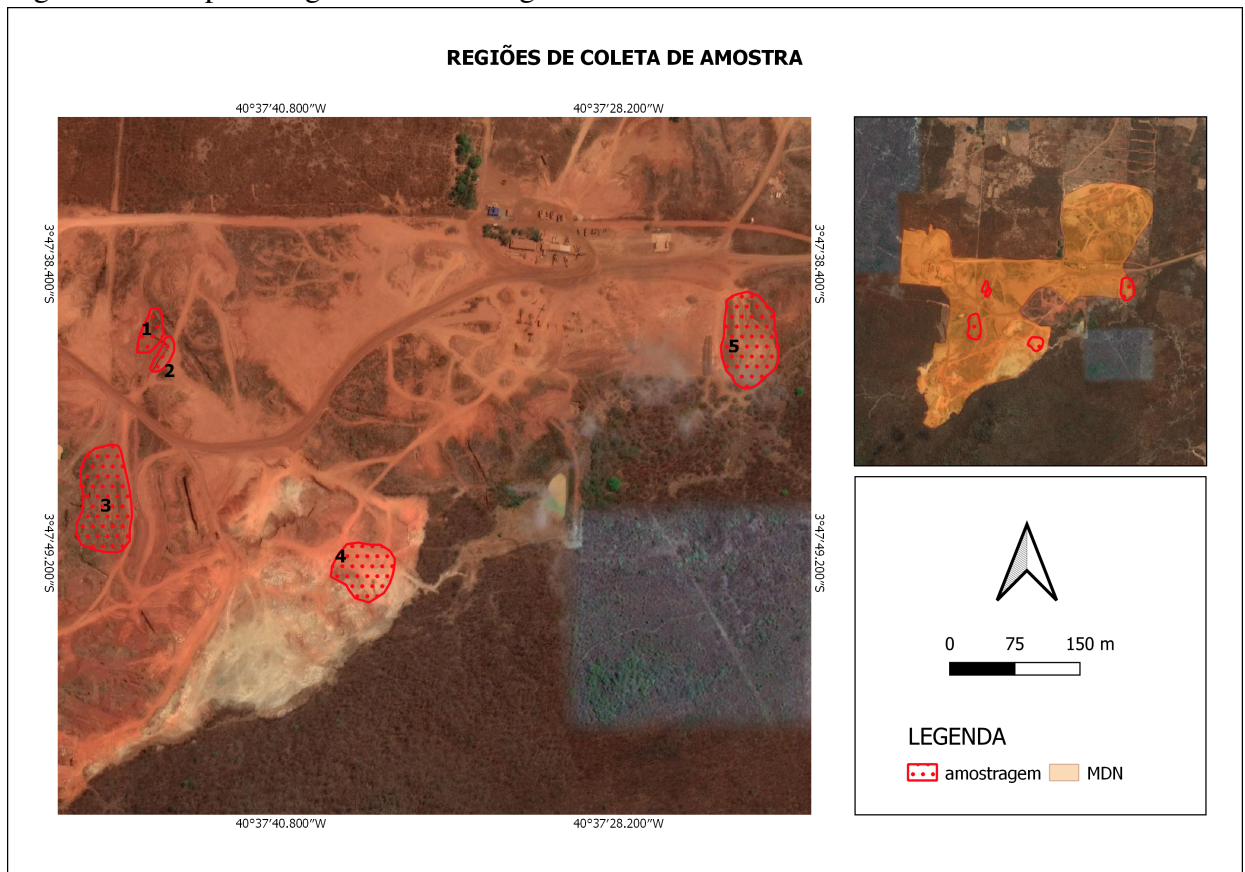 REGIÕES DE COLETA DE AMOSTRA
40°37'40.800"W 40°37'28.200"W
3°47'38.400"S
3°47'38.400"S
1
2
5
3
4
3°47'49.200"S
3°47'49.200"S
40°37'40.800"W 40°37'28.200"W
0 75 150 m
LEGENDA
amostragem MDN